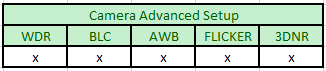 Camera Advanced Setup
WDR BLC AWB FLICKER 3DNR
x x x x x